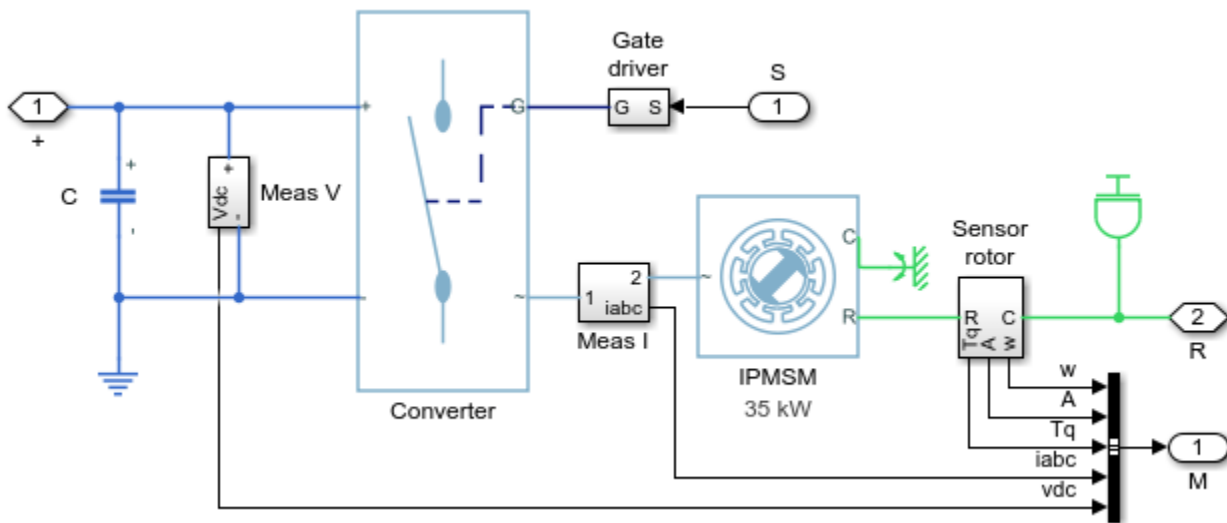 Gate
driver
S
1
+
+
G
G S
1
+
C
+
-
Vdc
-
Meas V
Sensor
rotor
C
2
1
iabc
~
~
-
R
R C
Tq
A
w
2
R
Meas I
IPMSM
35 kW
Converter
w
A
Tq
iabc
vdc
1
M